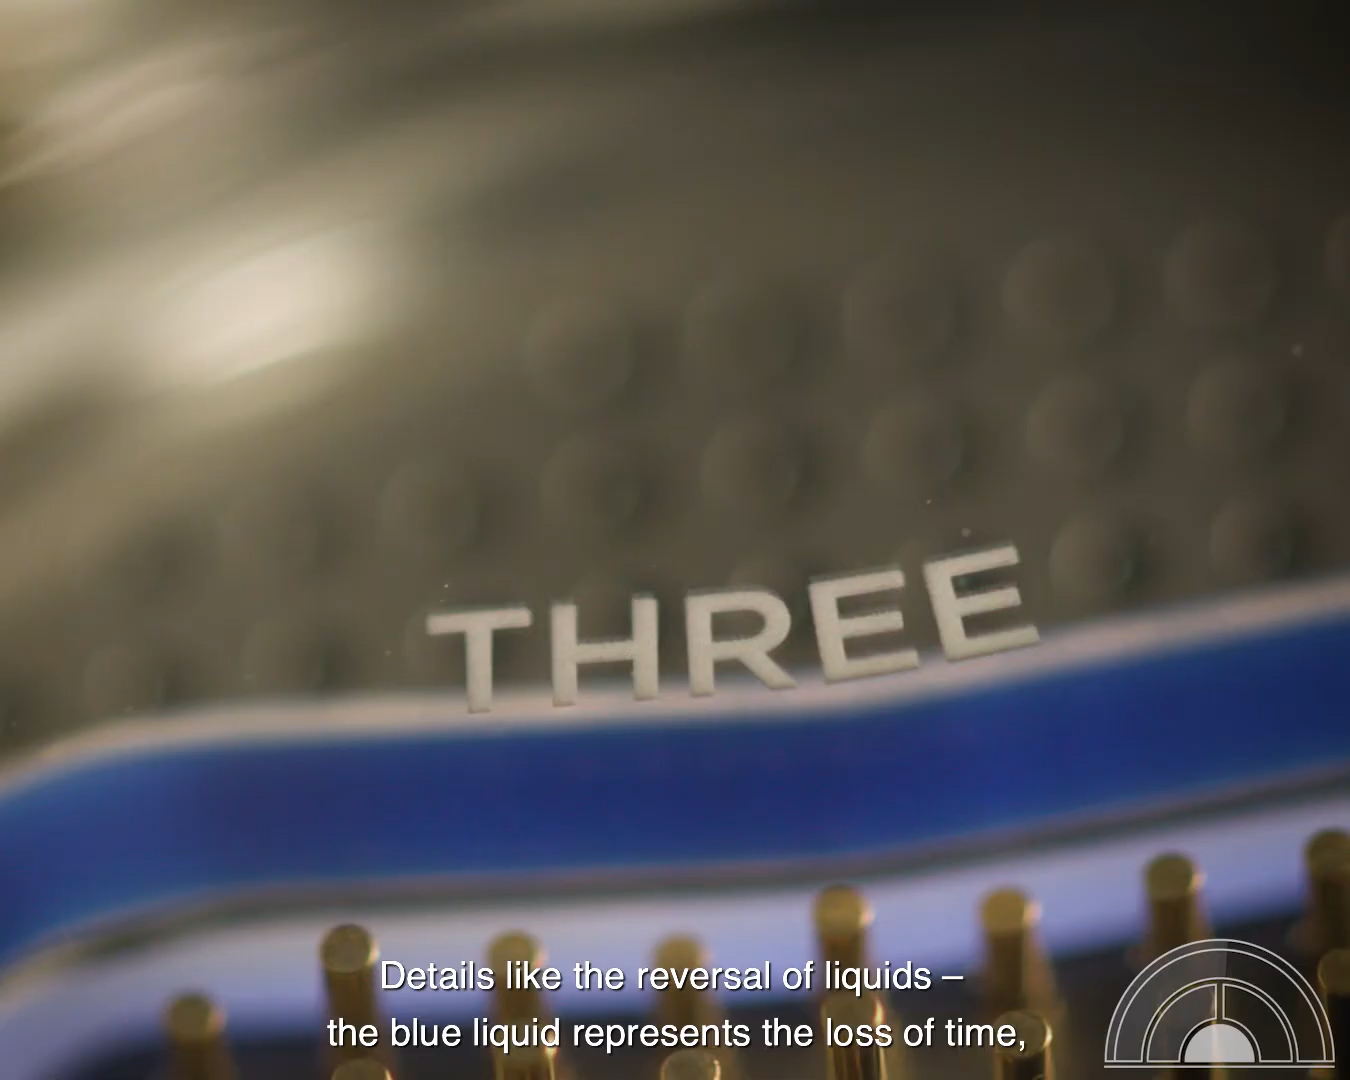 THREE
Details like the reversal of liquids –
the blue liquid represents the loss of time,